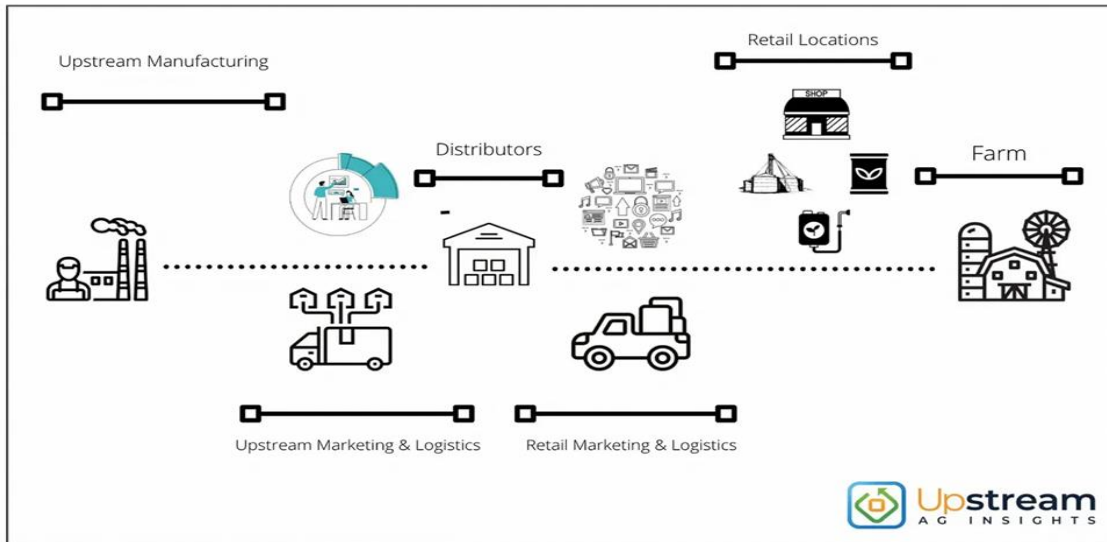 Upstream Manufacturing
Retail Locations
SHOP
Distributors
Farm
Upstream Marketing & Logistics
Retail Marketing & Logistics
Upstream
AG INSIGHTS